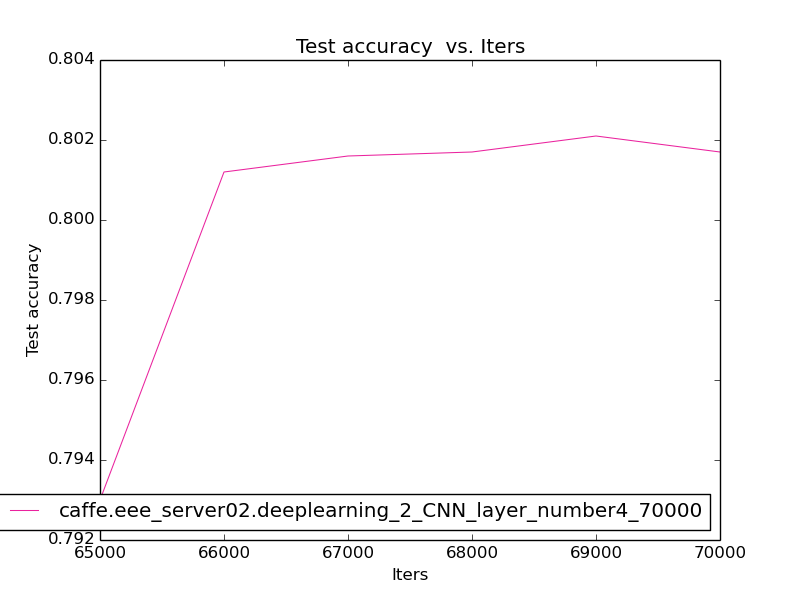 Test accuracy  vs. Iters
0.804
0.802
0.800
0.798
0.796
0.794
0.792
Test accuracy
caffe.eee_server02.deeplearning_2_CNN_layer_number4_70000
65000 66000 67000 68000 69000 70000
Iters